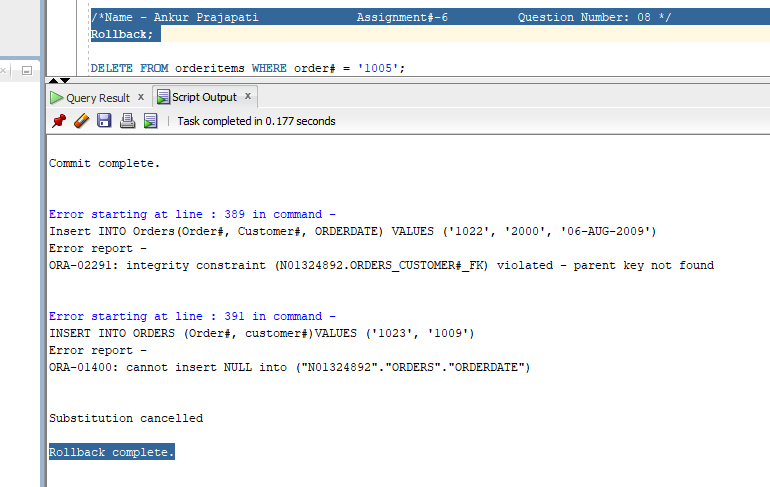 /*Name - Ankur Prajapati Assignment#-6 Question Number: 08 */
Rollback;
DELETE FROM orderitems WHERE order# = '1005';
Query Result x Script Output x
Task completed in 0.177 seconds
Commit complete.
Error starting at line : 389 in command -
Insert INTO Orders(Order#, Customer#, ORDERDATE) VALUES ('1022', '2000', '06-AUG-2009')
Error report -
ORA-02291: integrity constraint (N01324892.ORDERS_CUSTOMER#_FK) violated - parent key not found
Error starting at line : 391 in command -
INSERT INTO ORDERS (Order#, customer#)VALUES ('1023', '1009')
Error report -
ORA-01400: cannot insert NULL into ("N01324892"."ORDERS"."ORDERDATE")
Substitution cancelled
Rollback complete.